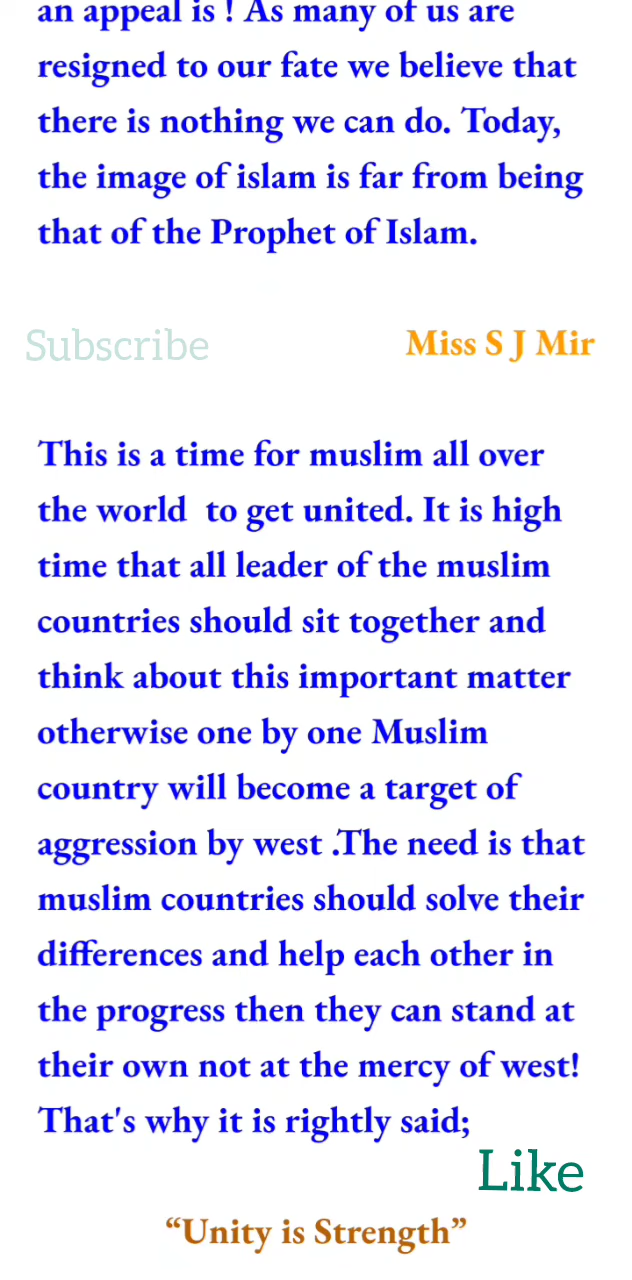 an appeal is ! As many of us are
resigned to our fate we believe that
there is nothing we can do. Today,
the image of islam is far from being
that of the Prophet of Islam.
Subscribe
Miss S J Mir
This is a time for muslim all over
the world  to get united. It is high
time that all leader of the muslim
countries should sit together and
think about this important matter
otherwise one by one Muslim
country will become a target of
aggression by west .The need is that
muslim countries should solve their
differences and help each other in
the progress then they can stand at
their own not at the mercy of west!
That's why it is rightly said;
Like
“Unity is Strength”